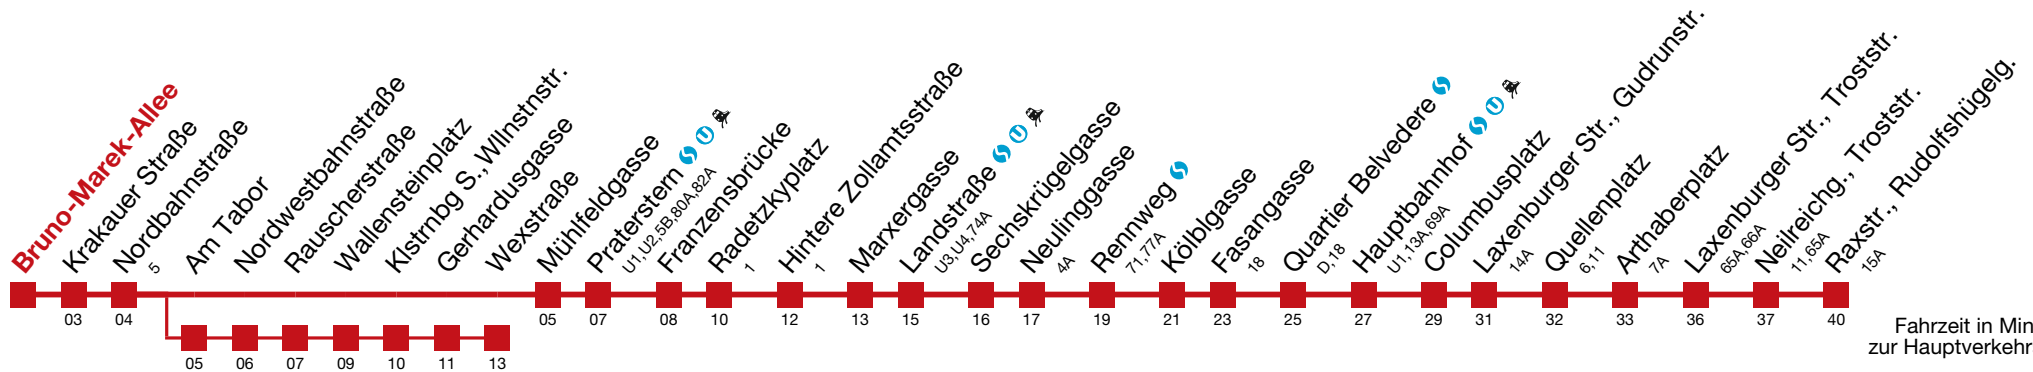 Bruno-Marek-Allee
Krakauer Straße
03
Nordbahnstraße
5
04
Am Tabor
05
Nordwestbahnstraße
06
Rauscherstraße
07
Wallensteinplatz
09
Klstrnbg S., Wllnstnstr.
10
Gerhardusgasse
11
Wexstraße
13
Mühlfeldgasse
05
Praterstern
U1,U2,5B,80A,82A
07
Franzensbrücke
08
Radetzkyplatz
1
10
Hintere Zollamtsstraße
1
12
Marxergasse
13
Landstraße
U3,U4,74A
15
Sechskrügelgasse
16
Neulinggasse
4A
17
Rennweg
71,77A
19
Kölblgasse
21
Fasangasse
18
23
Quartier Belvedere
D,18
25
Hauptbahnhof
U1,13A,69A
27
Columbusplatz
29
Laxenburger Str., Gudrunstr.
14A
31
Quellenplatz
6,11
32
Arthaberplatz
7A
33
Laxenburger Str., Troststr.
65A,66A
36
Neilreichg., Troststr.
11,65A
37
Raxstr., Rudolfshügelg.
15A
40
Fahrzeit in Min
zur Hauptverkehr